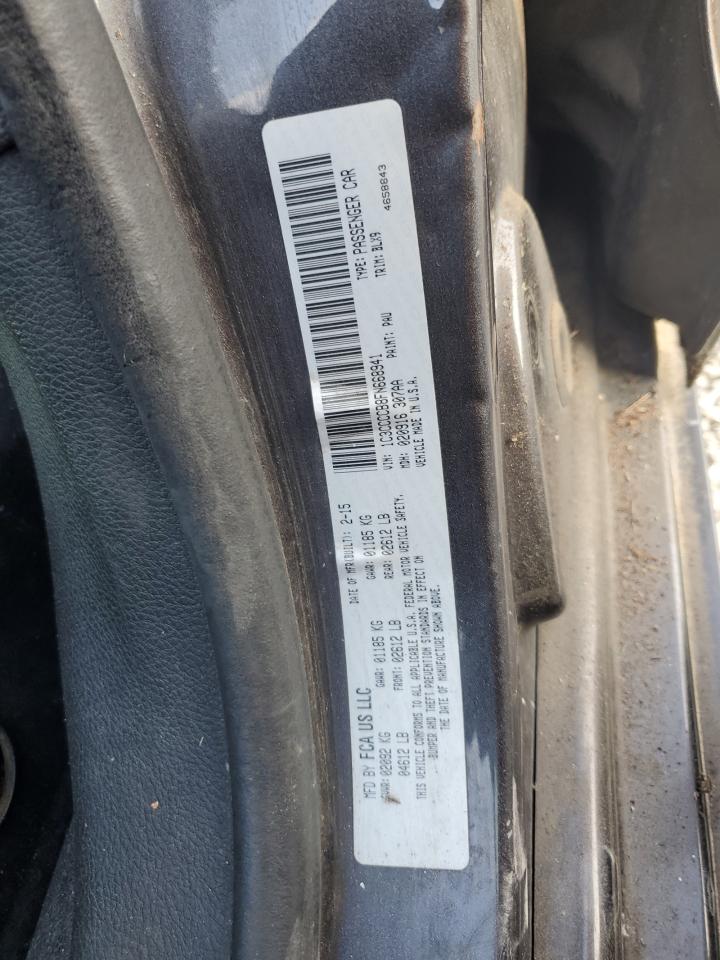 MFD BY FCA US LLC
DATE OF MFR(BUILT): 2-15
GVWR: 02092 KG
04612 LB
GAWR: 01185 KG
FRONT: 02612 LB
GAWR: 01185 KG
REAR: 02612 LB
THIS VEHICLE CONFORMS TO ALL APPLICABLE U.S.A. FEDERAL MOTOR VEHICLE SAFETY,
BUMPER AND THEFT PREVENTION STANDARDS IN EFFECT ON
THE DATE OF MANUFACTURE SHOWN ABOVE.
VIN: 1C3CCCCB8FN668941
TYPE: PASSENGER CAR
MDH: 020916 307AA
PAINT: PAU
TRIM: BLX9
VEHICLE MADE IN U.S.A.
4658843